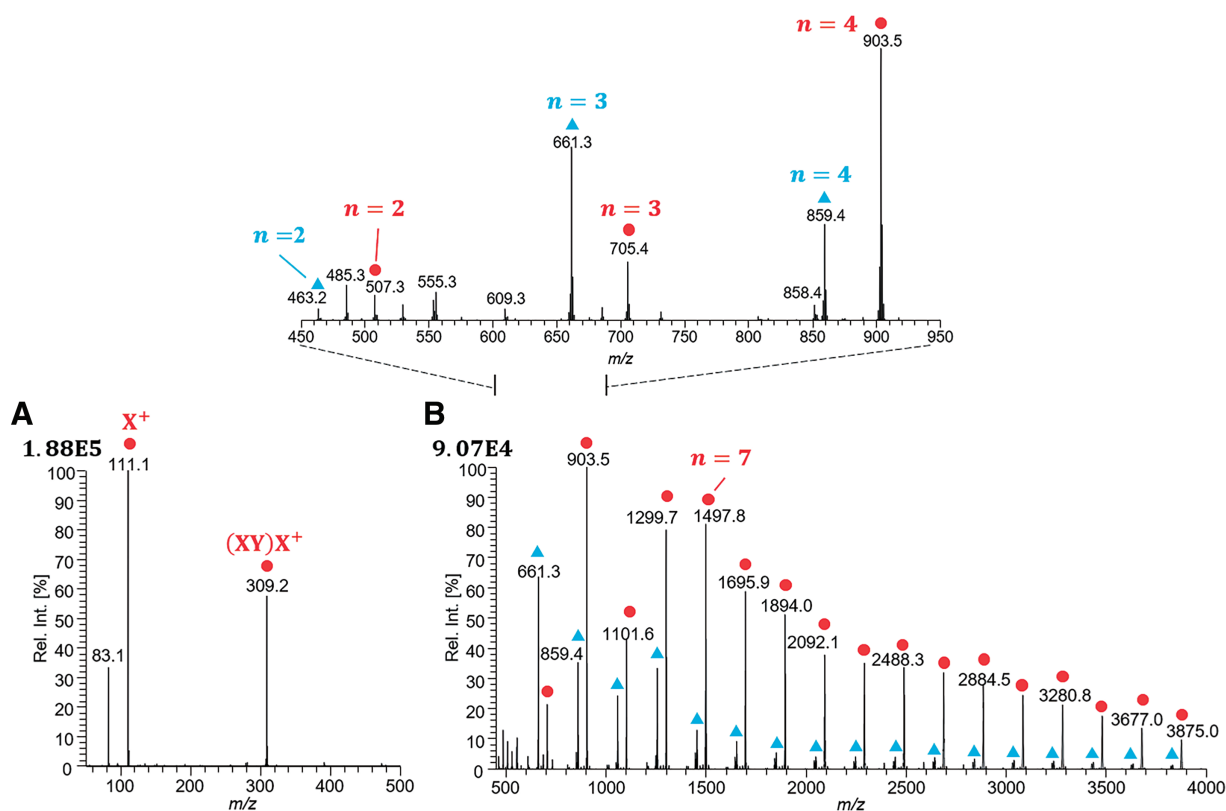 n = 4
903.5
n = 3
661.3
n = 4
859.4
n = 2
n = 3
705.4
n =2
463.2
485.3
507.3
555.3
609.3
858.4
450 500 550 600 650 700 750 800 850 900 950
m/z
A
X+
1.88E5
111.1
(XY)X+
309.2
83.1
100
90
80
70
60
50
40
30
20
10
0
Rel. Int. [%]
100 200 300 400 500
m/z
B
9.07E4
903.5
n = 7
1299.7
1497.8
661.3
1695.9
1894.0
1101.6
2092.1
859.4
2488.3
2884.5
3280.8
3677.0
3875.0
100
90
80
70
60
50
40
30
20
10
0
Rel. Int. [%]
500 1000 1500 2000 2500 3000 3500 4000
m/z